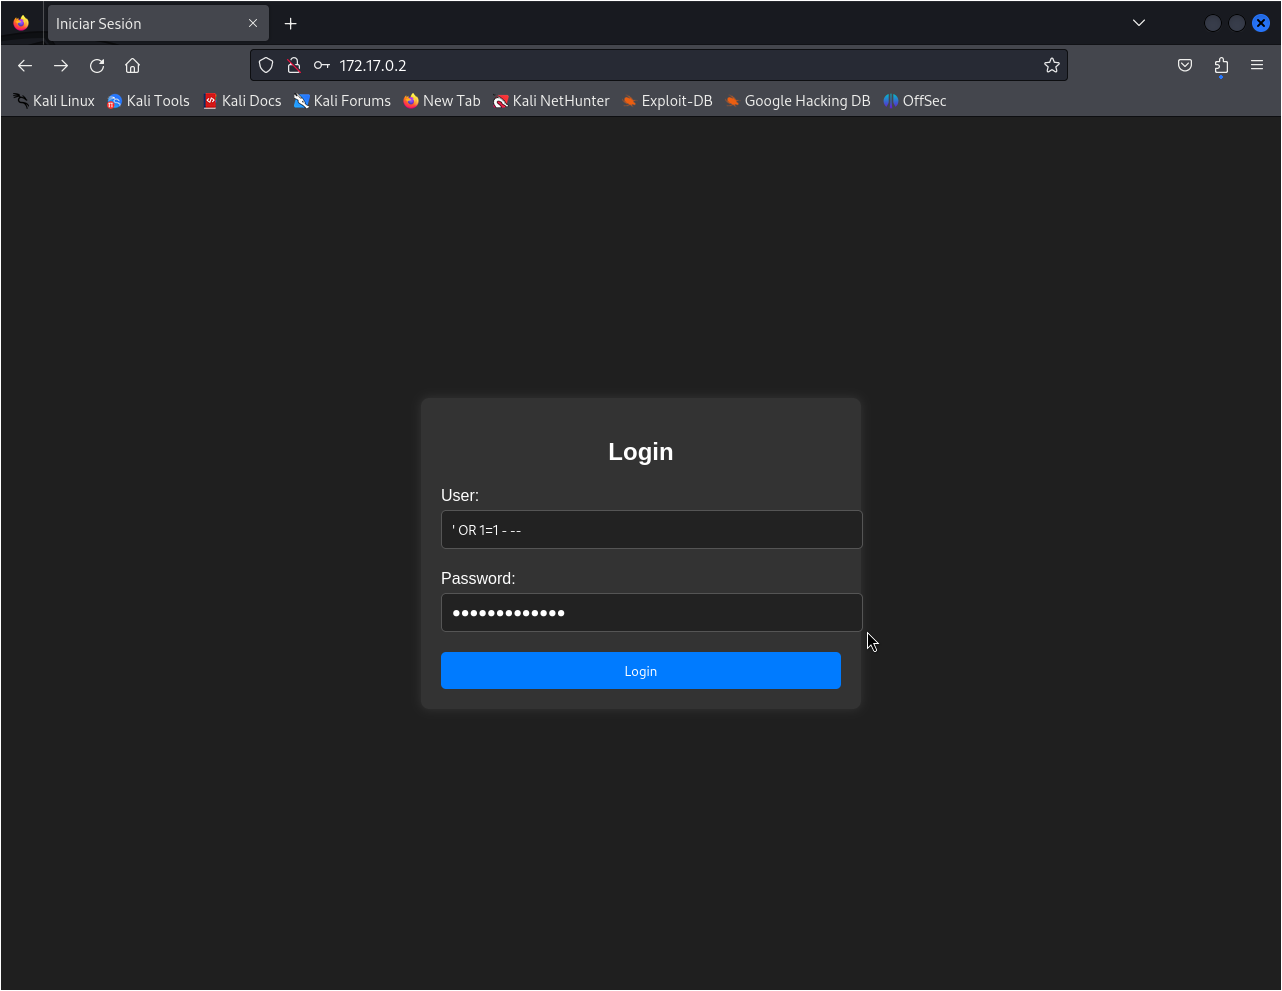 Iniciar Sesión
172.17.0.2
Kali Linux Kali Tools Kali Docs Kali Forums New Tab Kali NetHunter Exploit-DB Google Hacking DB OffSec
Login
User:
' OR 1=1 - --
Password:
●●●●●●●●●●●●●
Login